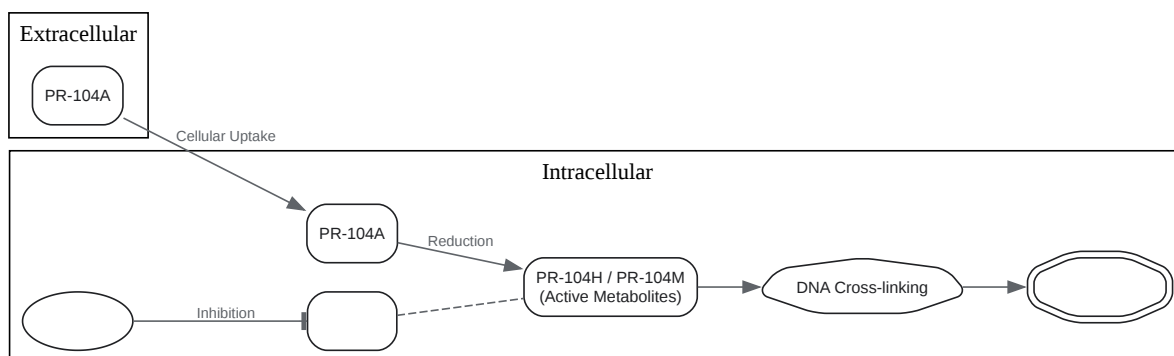 Extracellular
PR-104A
Cellular Uptake
Intracellular
PR-104A
Reduction
PR-104H / PR-104M
(Active Metabolites)
DNA Cross-linking
Inhibition